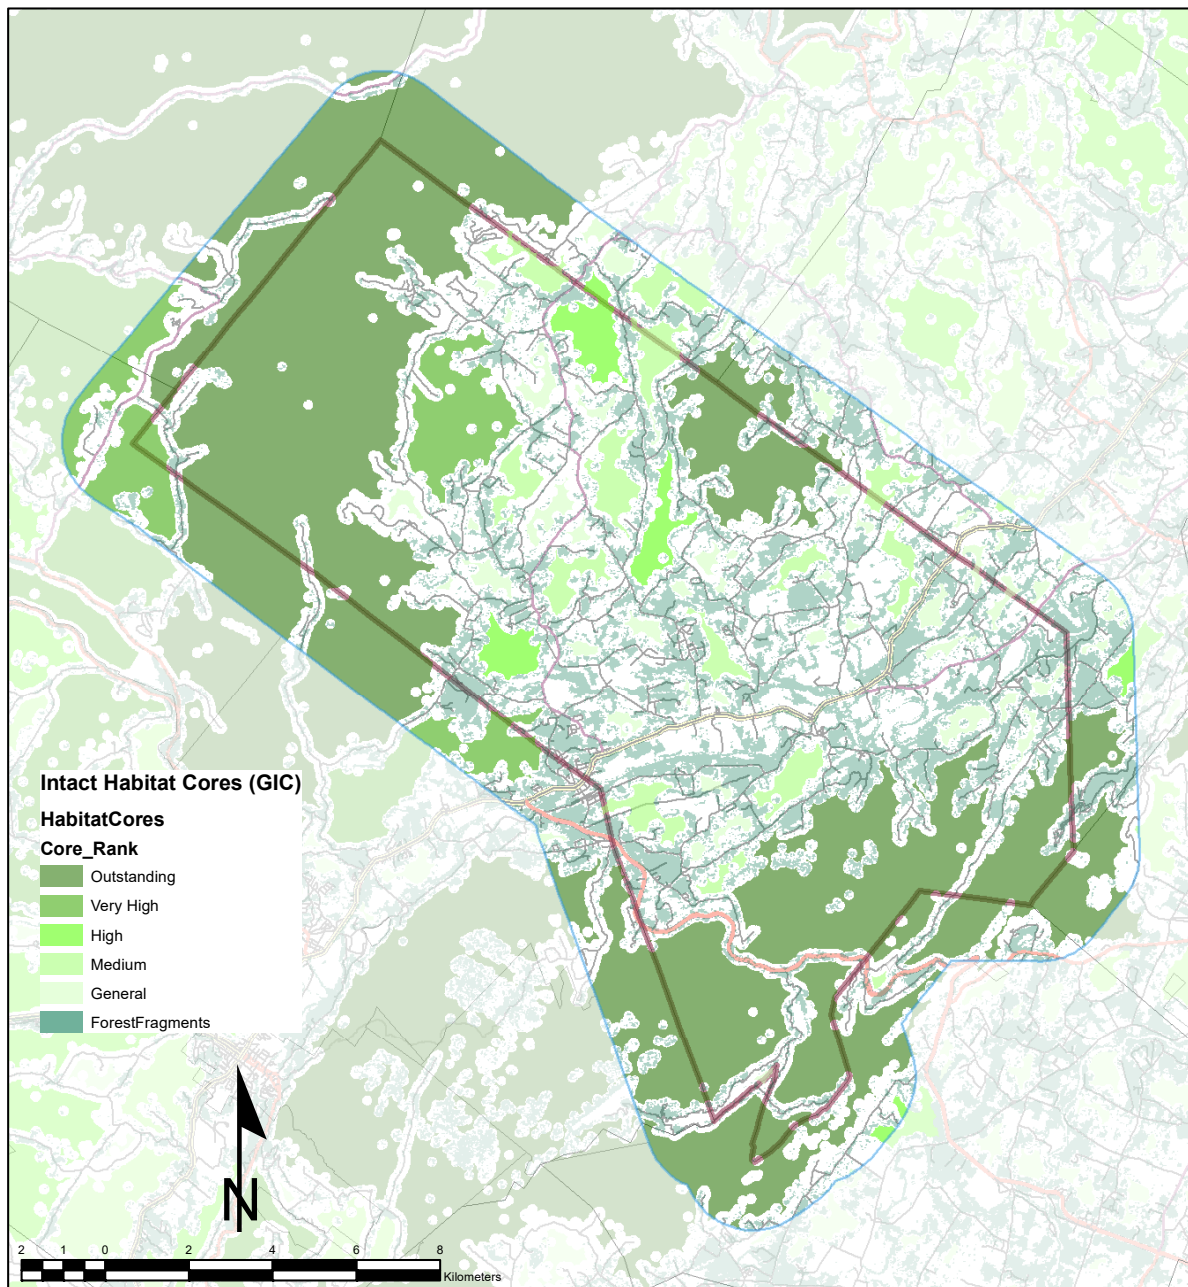 Intact Habitat Cores (GIC)
HabitatCores
Core_Rank
Outstanding
Very High
High
Medium
General
ForestFragments
N
2 1 0 2 4 6 8
Kilometers